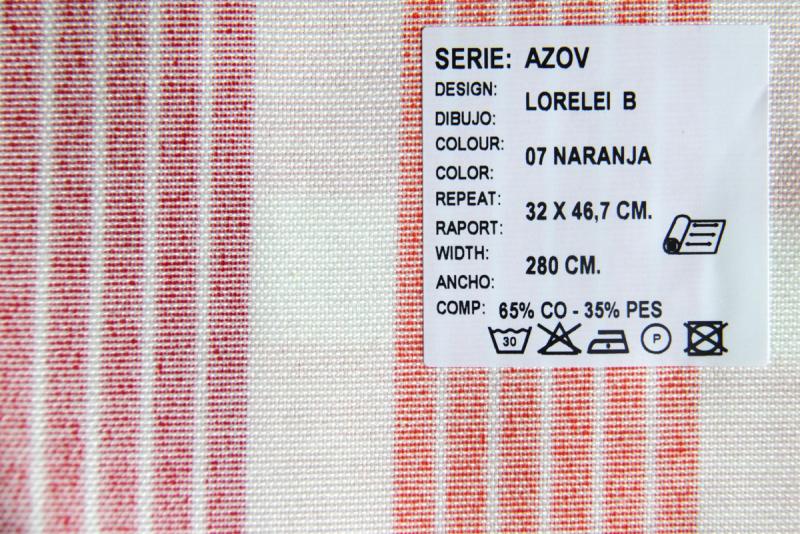 SERIE: AZOV
DESIGN:
DIBUJO: LORELEI B
COLOUR:
COLOR: 07 NARANJA
REPEAT:
RAPORT: 32 X 46,7 CM.
WIDTH:
ANCHO: 280 CM.
COMP: 65% CO - 35% PES
30 P